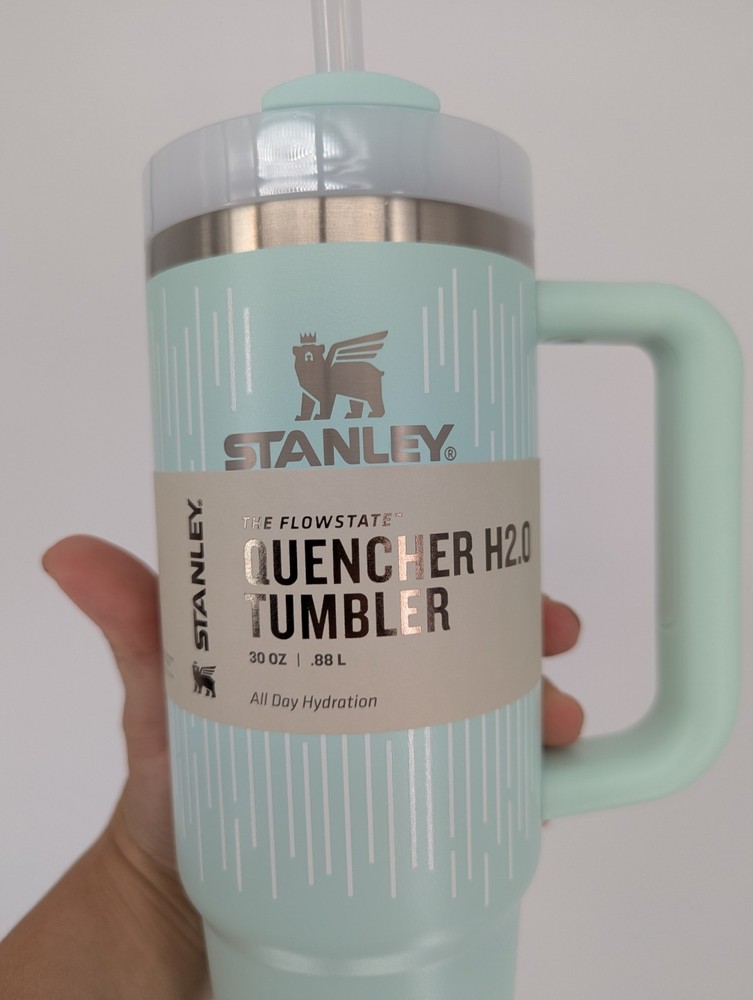 STANLEY®
STANLEY®
THE FLOWSTATE™
QUENCHER H2.0
TUMBLER
30 OZ | .88 L
All Day Hydration